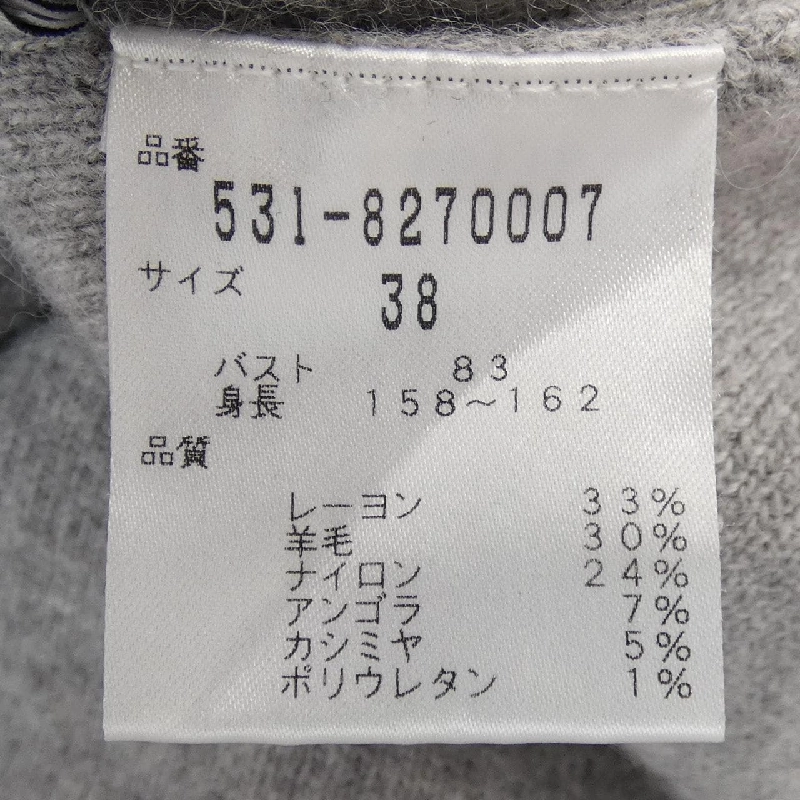 品番
531-8270007
サイズ 38
バスト 83
身長 158～162
品質
レーヨン 33%
羊毛 30%
ナイロン 24%
アンゴラ 7%
カシミヤ 5%
ポリウレタン 1%